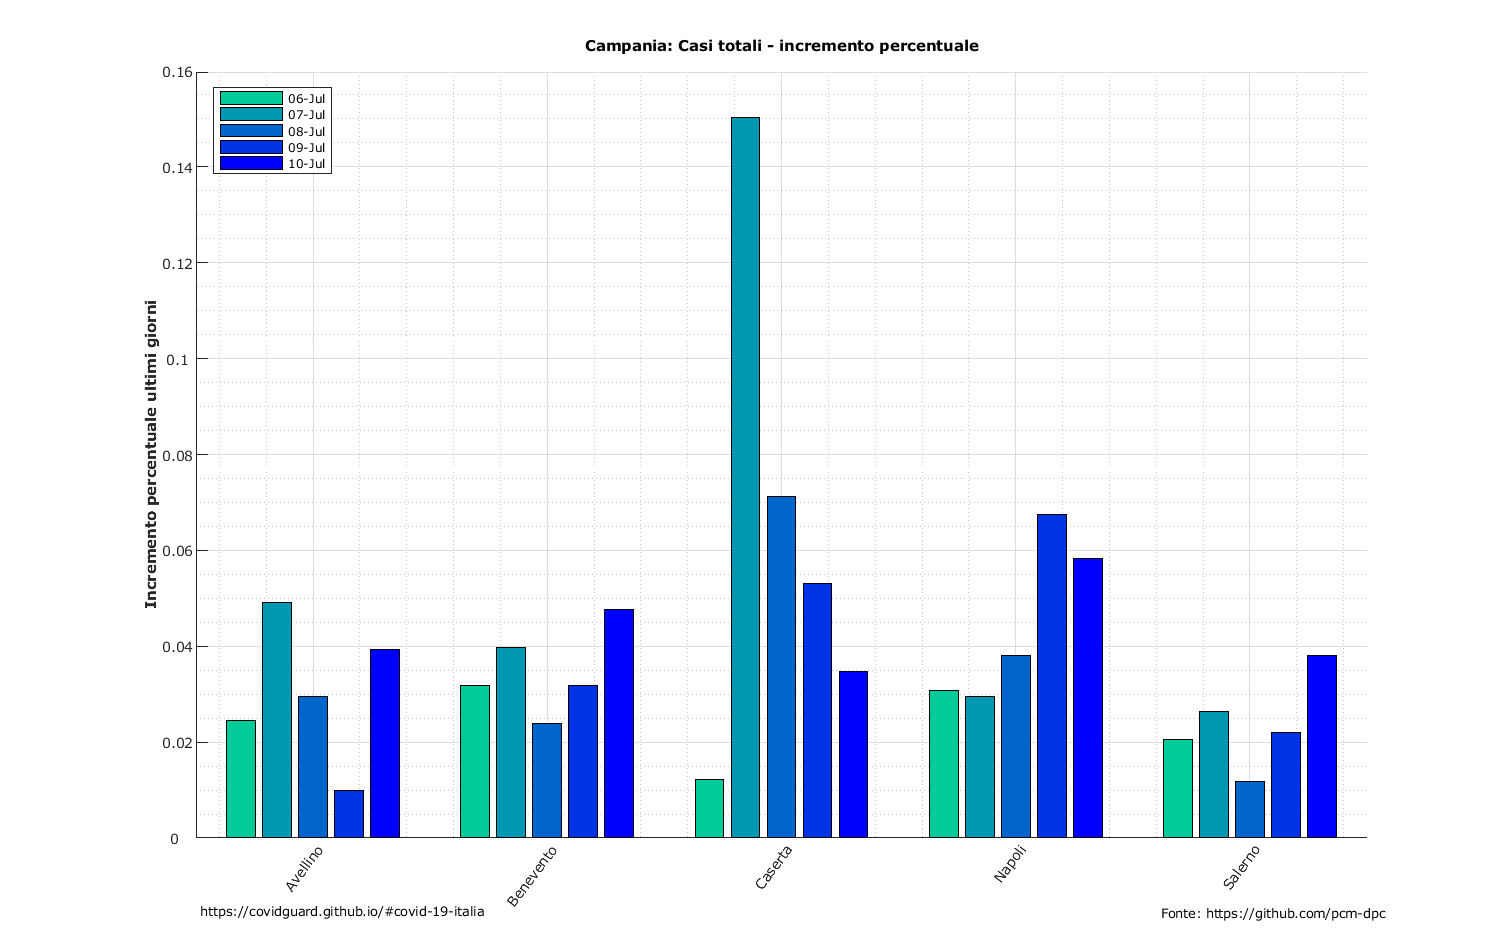 Campania: Casi totali - incremento percentuale
0.16
0.14
0.12
0.1
0.08
0.06
0.04
0.02
0
Incremento percentuale ultimi giorni
06-Jul
07-Jul
08-Jul
09-Jul
10-Jul
Avellino
Benevento
Caserta
Napoli
Salerno
https://covidguard.github.io/#covid-19-italia
Fonte: https://github.com/pcm-dpc